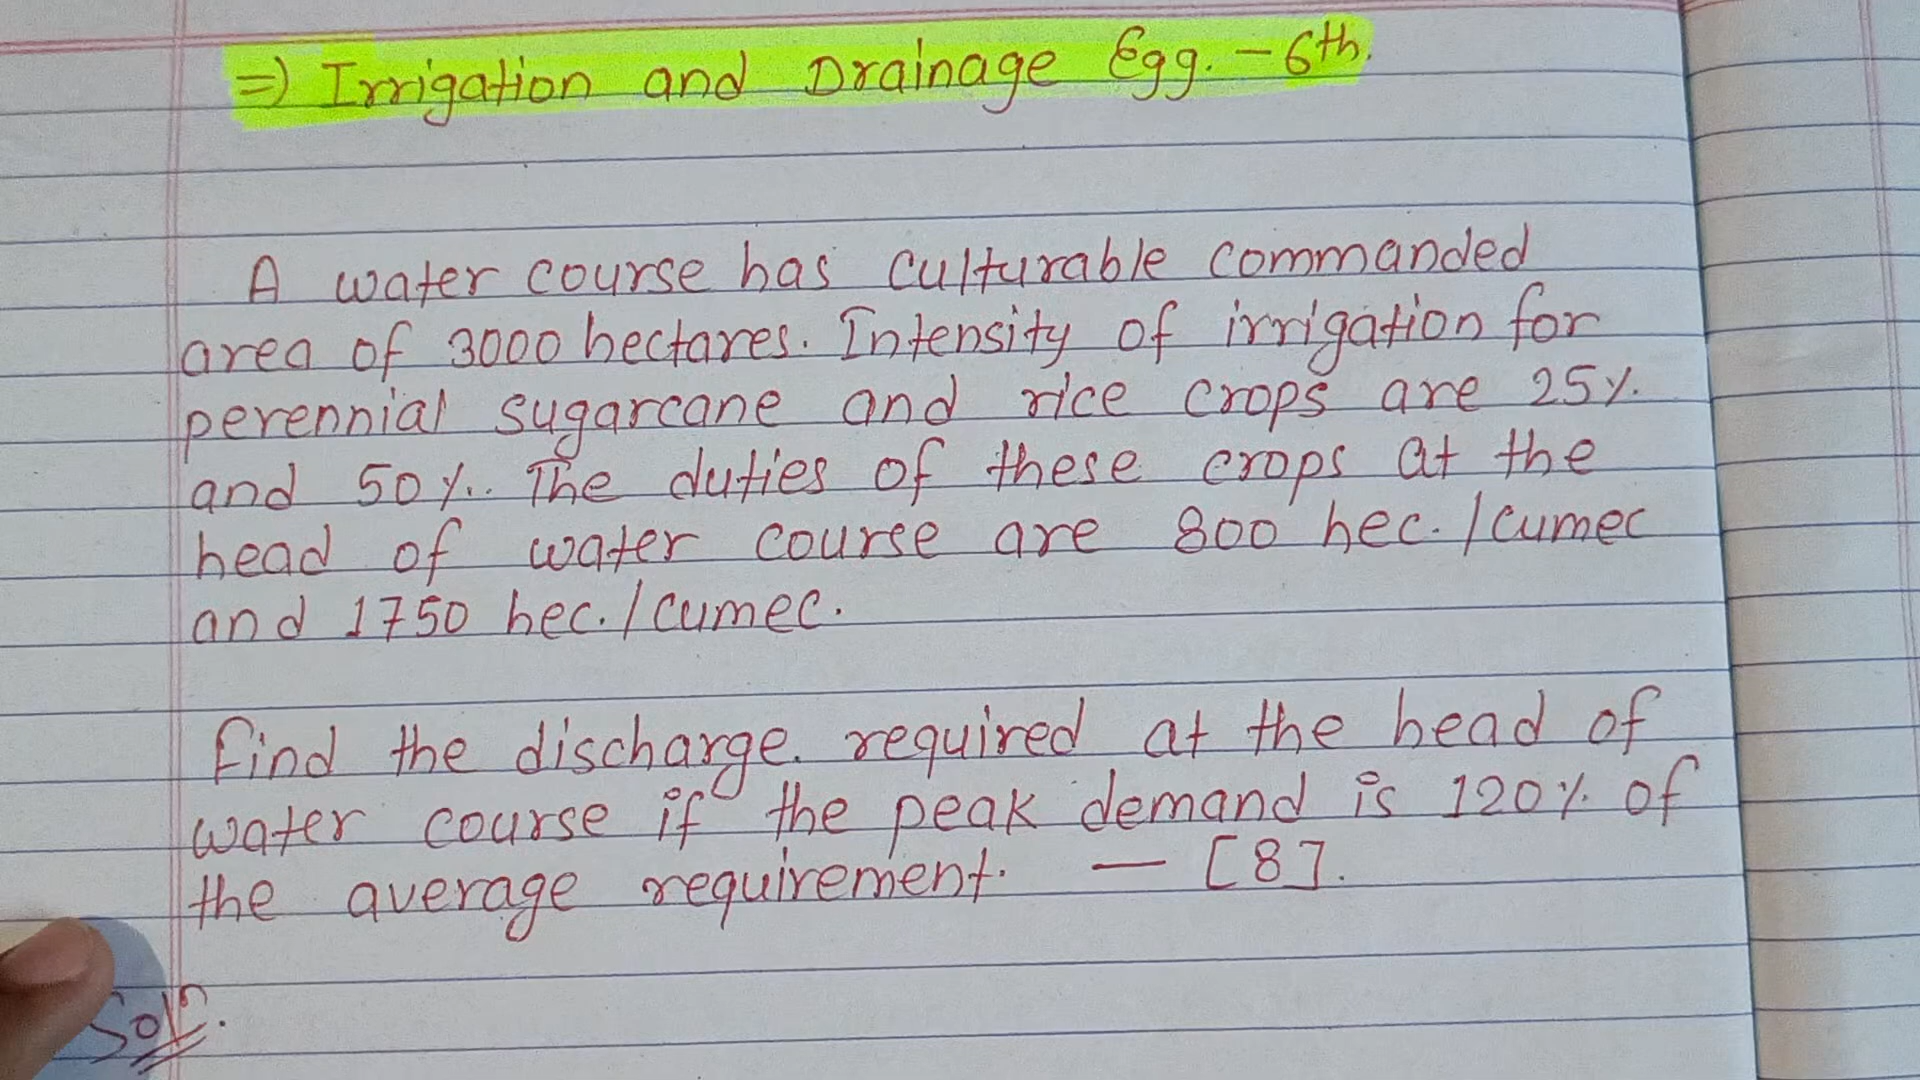 =) Irrigation and Drainage Egg. - 6th.
A water course has culturable commanded
area of 3000 hectares. Intensity of irrigation for
perennial sugarcane and rice crops are 25%
and 50%. The duties of these crops at the
head of water course are 800 hec./cumec
and 1750 hec./cumec.
find the discharge. required at the head of
water course if the peak demand is 120% of
the average requirement. — [8].
Soln.